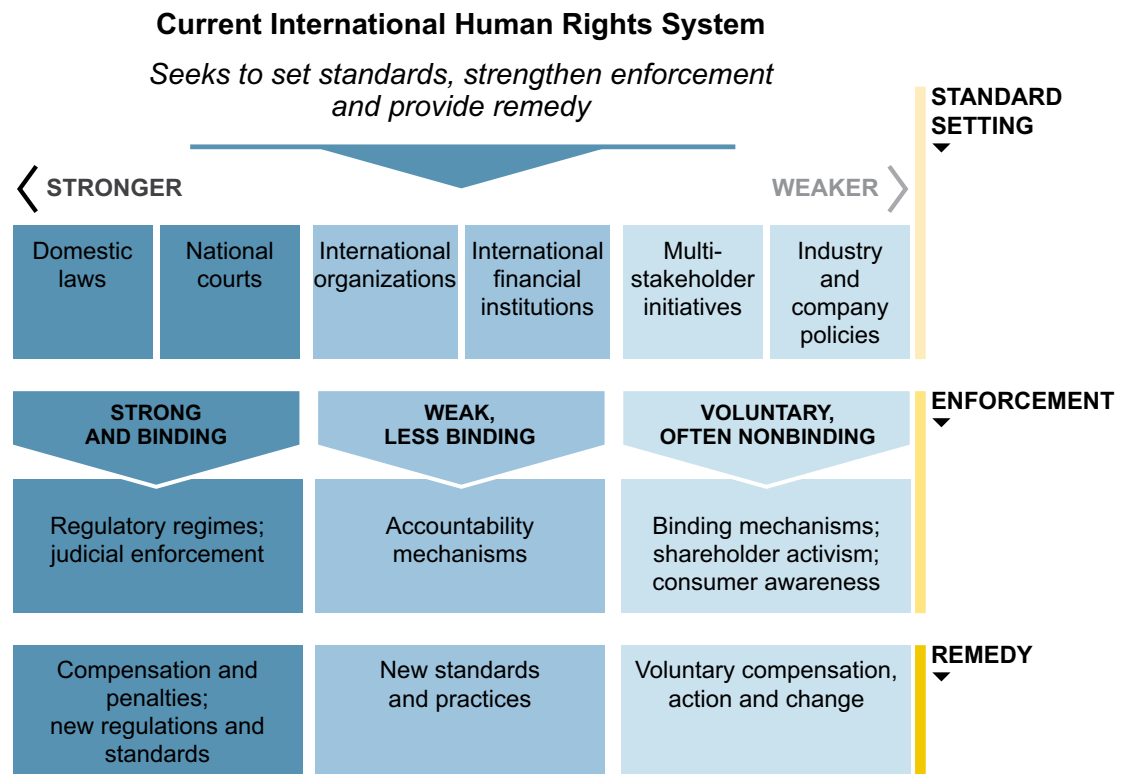 Current International Human Rights System
Seeks to set standards, strengthen enforcement
and provide remedy
STANDARD
SETTING
STRONGER
WEAKER
Domestic
laws
National
courts
International
organizations
International
financial
institutions
Multi-
stakeholder
initiatives
Industry
and
company
policies
STRONG
AND BINDING
WEAK,
LESS BINDING
VOLUNTARY,
OFTEN NONBINDING
ENFORCEMENT
Regulatory regimes;
judicial enforcement
Accountability
mechanisms
Binding mechanisms;
shareholder activism;
consumer awareness
Compensation and
penalties;
new regulations and
standards
New standards
and practices
Voluntary compensation,
action and change
REMEDY